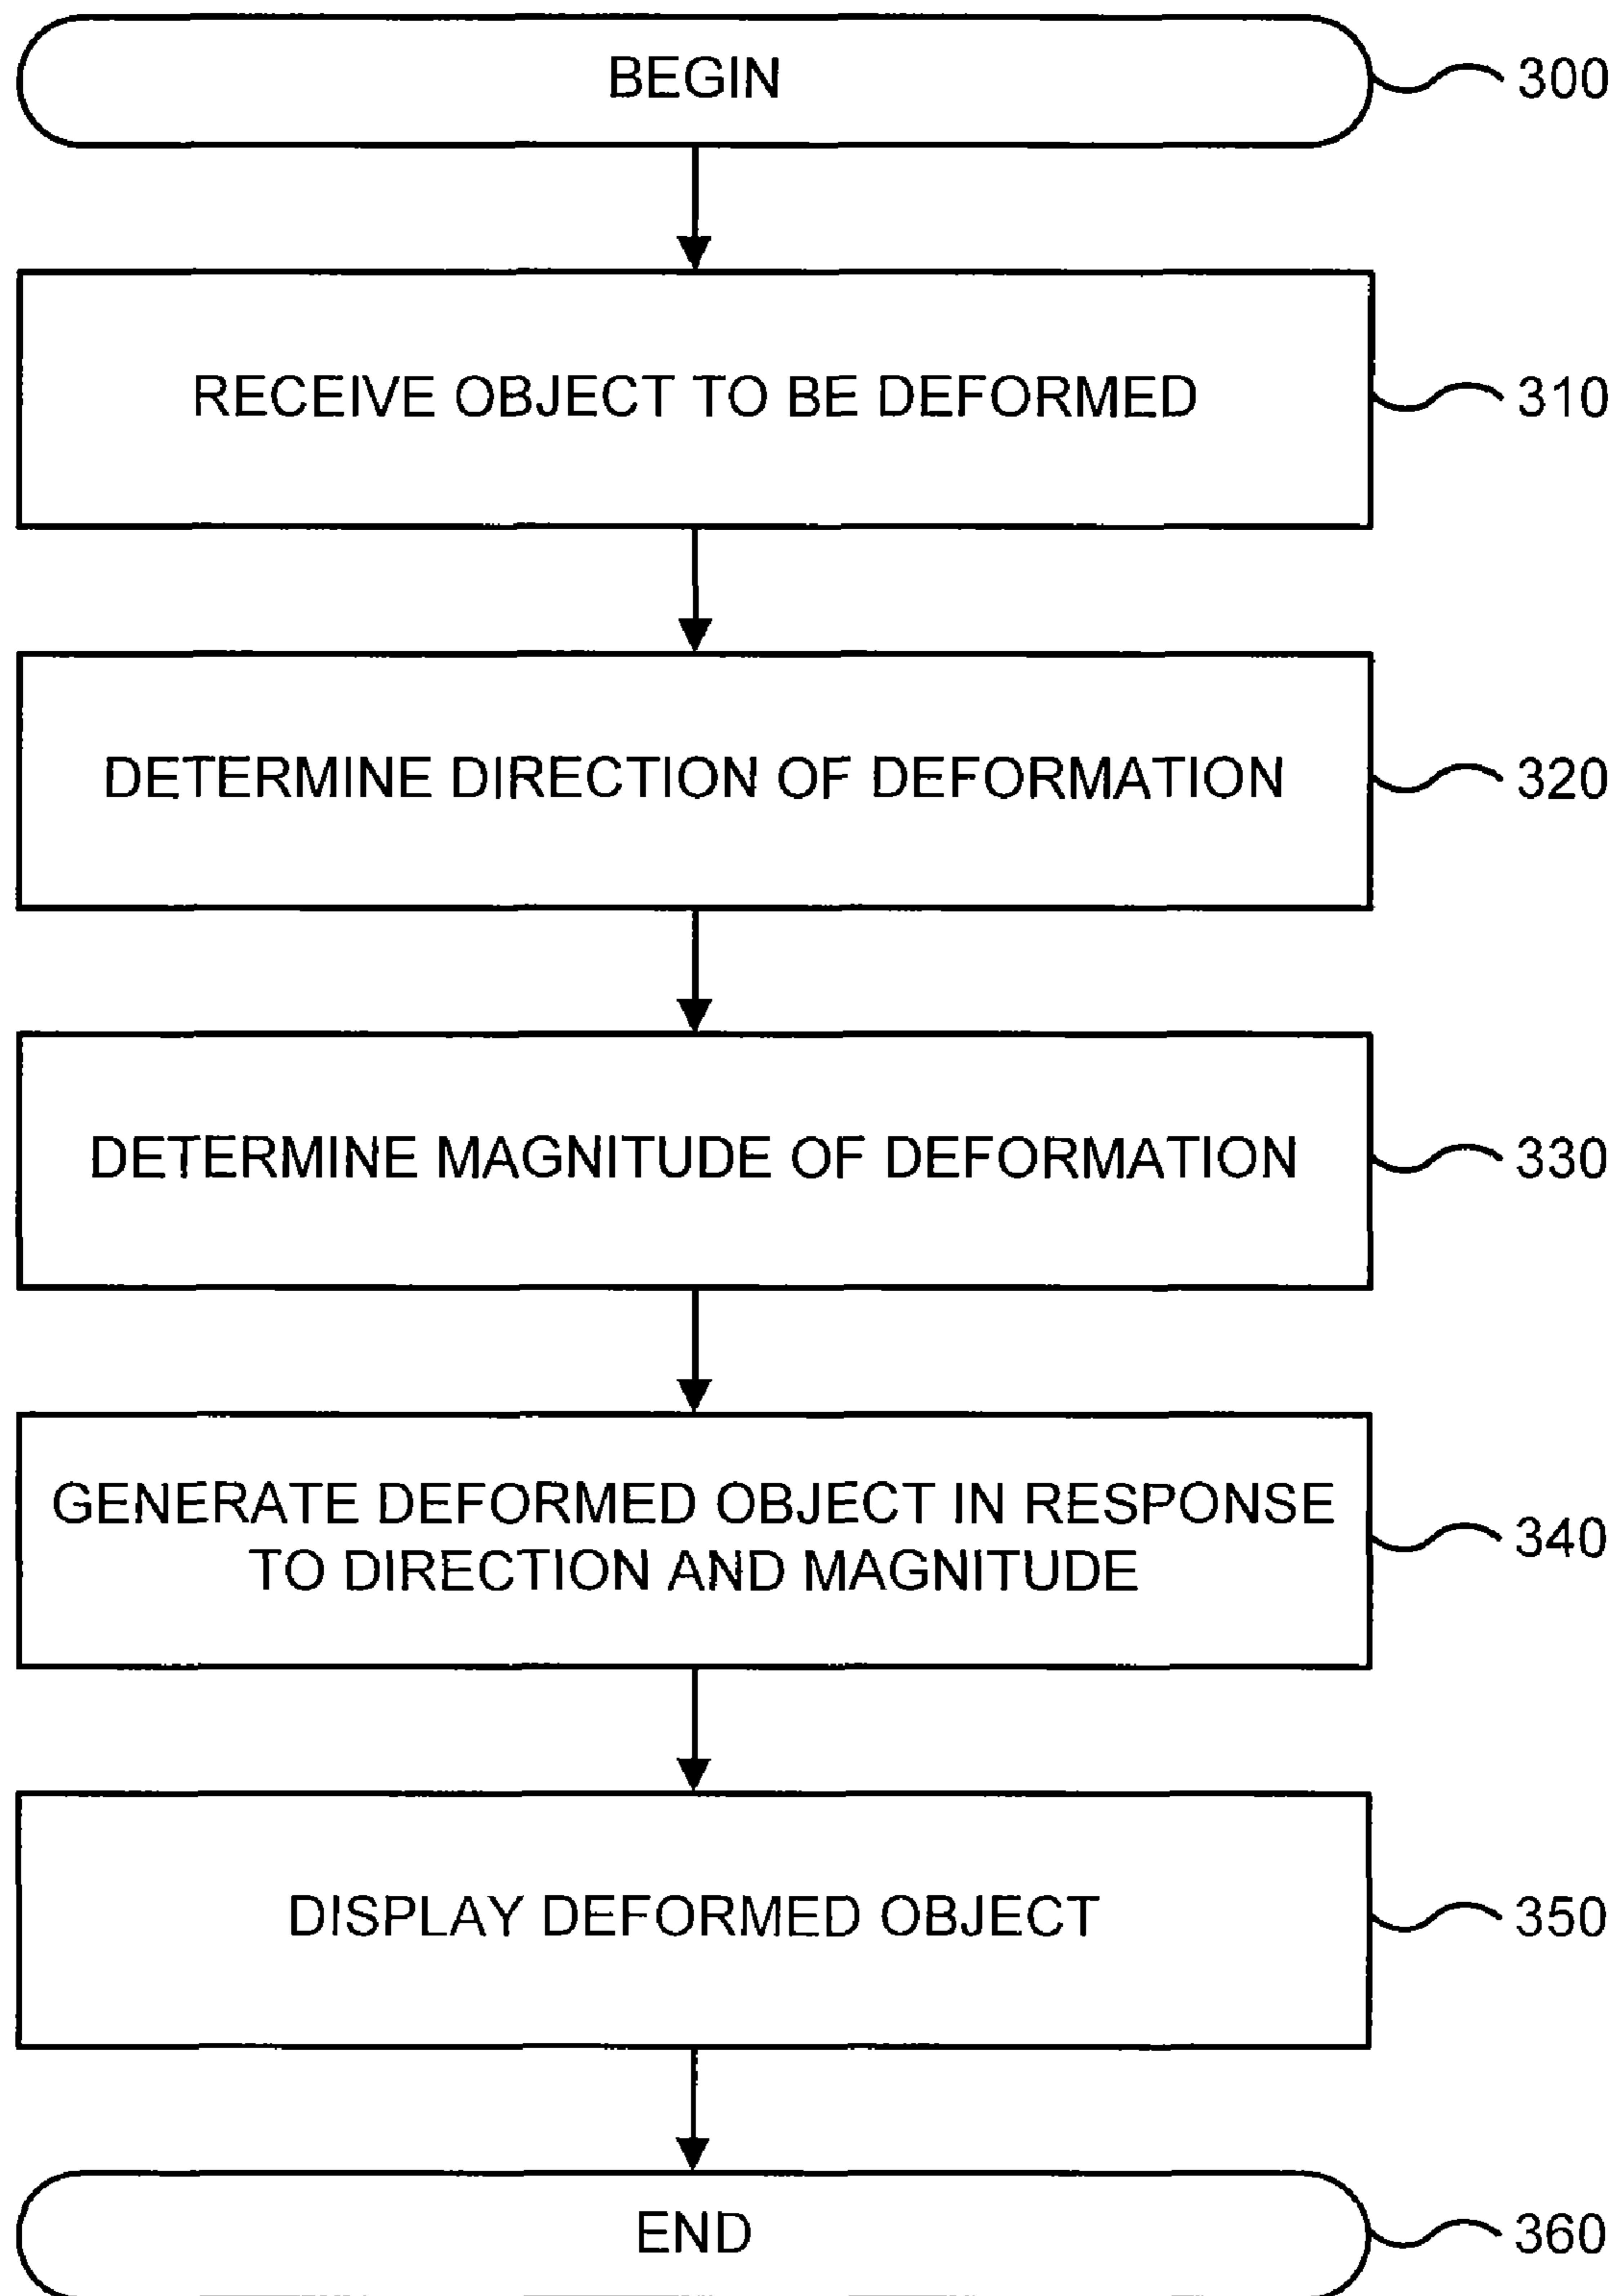 BEGIN
300
RECEIVE OBJECT TO BE DEFORMED
310
DETERMINE DIRECTION OF DEFORMATION
320
DETERMINE MAGNITUDE OF DEFORMATION
330
GENERATE DEFORMED OBJECT IN RESPONSE
TO DIRECTION AND MAGNITUDE
340
DISPLAY DEFORMED OBJECT
350
END
360